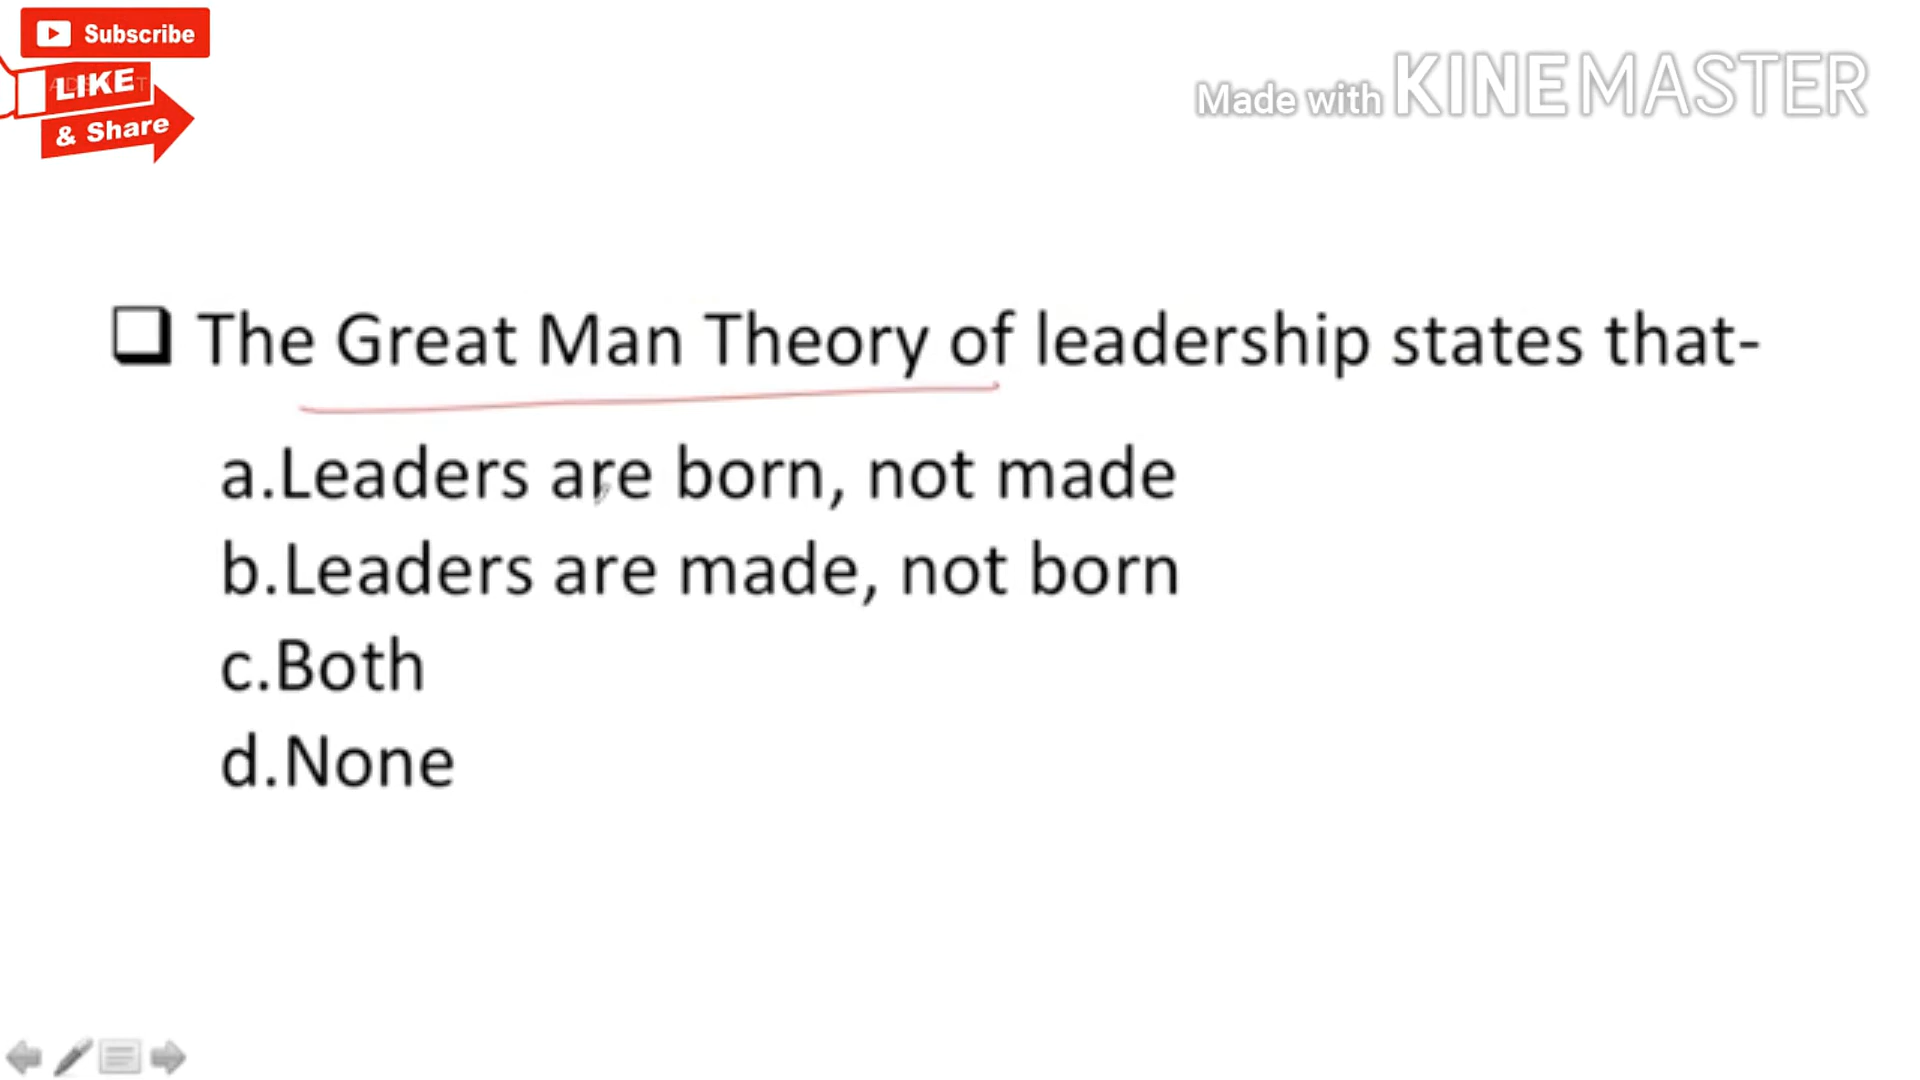 Subscribe
LIKE
& Share
Made with KINEMASTER
The Great Man Theory of leadership states that-
a.Leaders are born, not made
b.Leaders are made, not born
c.Both
d.None